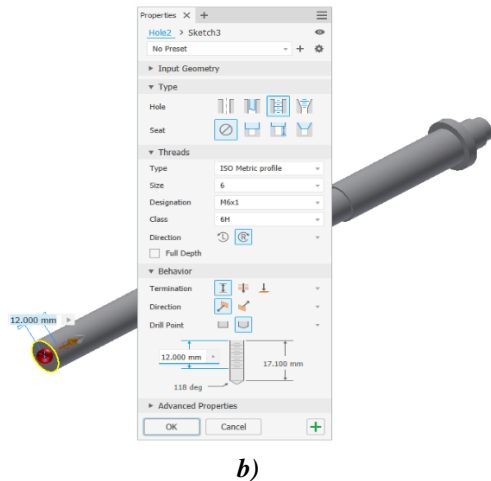 Properties × +
Hole2 > Sketch3
No Preset
Input Geometry
Type
Hole
Seat
Threads
Type ISO Metric profile
Size 6
Designation M6x1
Class 6H
Direction
Full Depth
Behavior
Termination
Direction
Drill Point
12.000 mm
12.000 mm
17.100 mm
118 deg
Advanced Properties
OK Cancel
b)